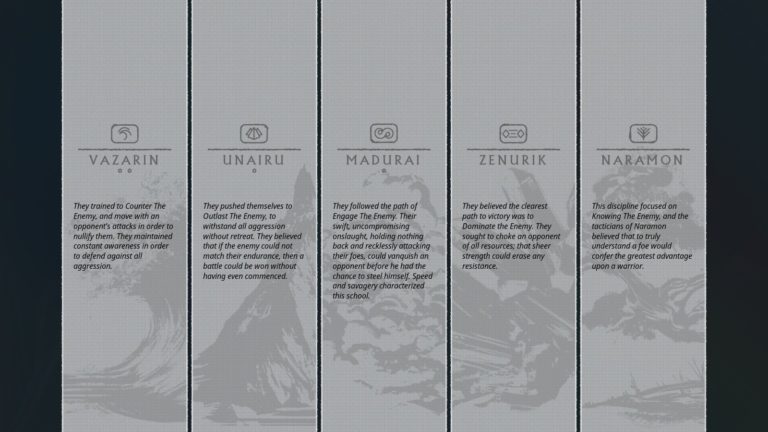 VAZARIN
They trained to Counter The
Enemy, and move with an
opponent's attacks in order to
nullify them. They maintained
constant awareness in order
to defend against all
aggression.
UNAIRU
They pushed themselves to
Outlast The Enemy, to
withstand all aggression
without retreat. They believed
that if the enemy could not
match their endurance, then a
battle could be won without
having even commenced.
MADURAI
They followed the path of
Engage The Enemy. Their
swift, uncompromising
onslaught, holding nothing
back and recklessly attacking
their foes, could vanquish an
opponent before he had the
chance to steel himself. Speed
and savagery characterized
this school.
ZENURIK
They believed the clearest
path to victory was to
Dominate the Enemy. They
sought to choke an opponent
of all resources; that sheer
strength could erase any
resistance.
NARAMON
This discipline focused on
Knowing The Enemy, and the
tacticians of Naramon
believed that to truly
understand a foe would
confer the greatest advantage
upon a warrior.